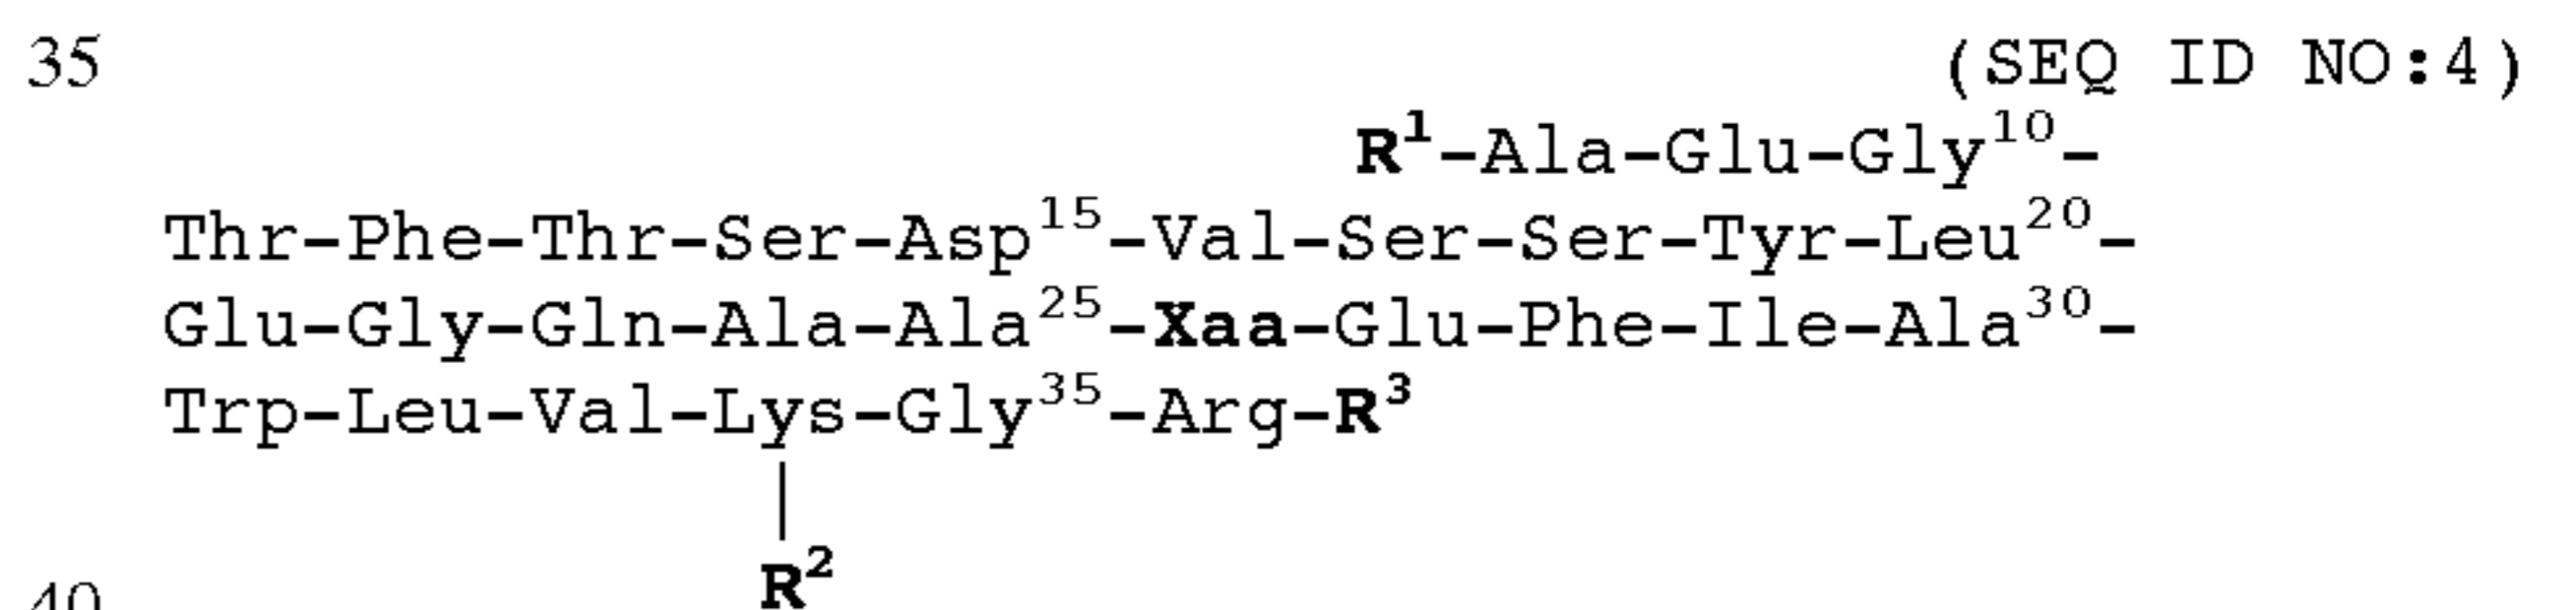 35 (SEQ ID NO:4)
R¹-Ala-Glu-Gly¹⁰-
Thr-Phe-Thr-Ser-Asp¹⁵-Val-Ser-Ser-Tyr-Leu²⁰-
Glu-Gly-Gln-Ala-Ala²⁵-Xaa-Glu-Phe-Ile-Ala³⁰-
Trp-Leu-Val-Lys-Gly³⁵-Arg-R³
R²
40